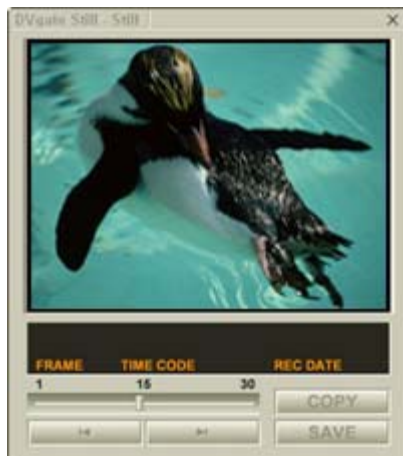 DVgate Still - Still
FRAME TIME CODE REC DATE
1 15 30
COPY
SAVE